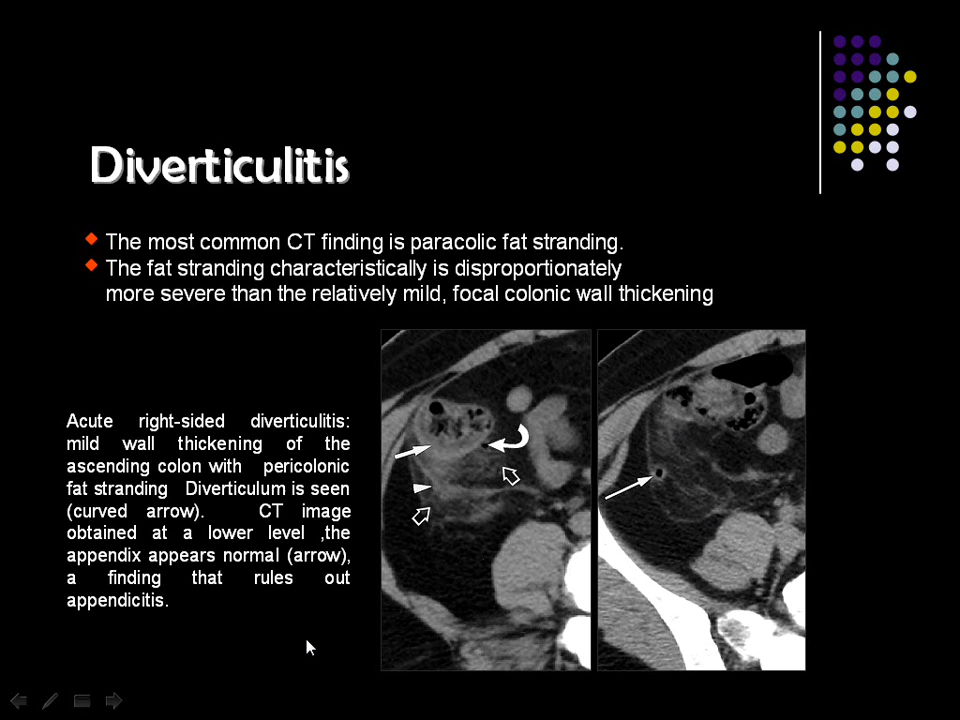 Diverticulitis
The most common CT finding is paracolic fat stranding.
The fat stranding characteristically is disproportionately
more severe than the relatively mild, focal colonic wall thickening
Acute right-sided diverticulitis:
mild wall thickening of the
ascending colon with pericolonic
fat stranding Diverticulum is seen
(curved arrow). CT image
obtained at a lower level ,the
appendix appears normal (arrow),
a finding that rules out
appendicitis.